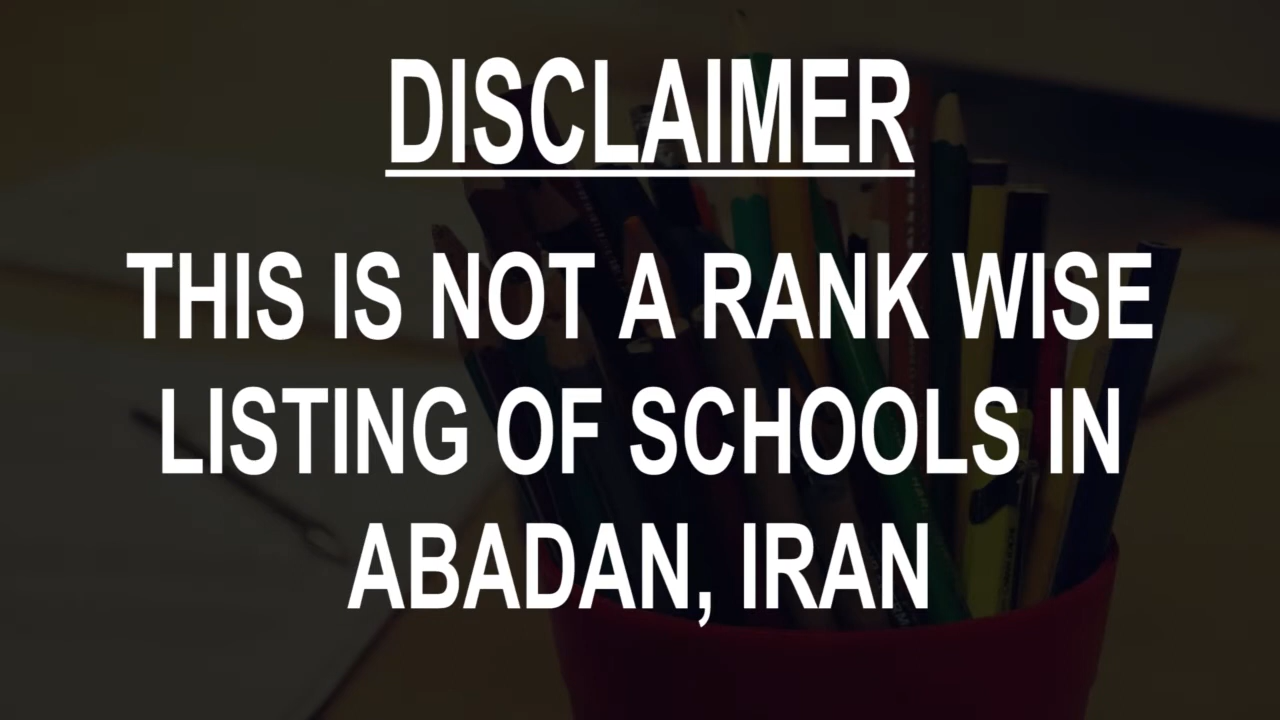 DISCLAIMER
THIS IS NOT A RANK WISE
LISTING OF SCHOOLS IN
ABADAN, IRAN